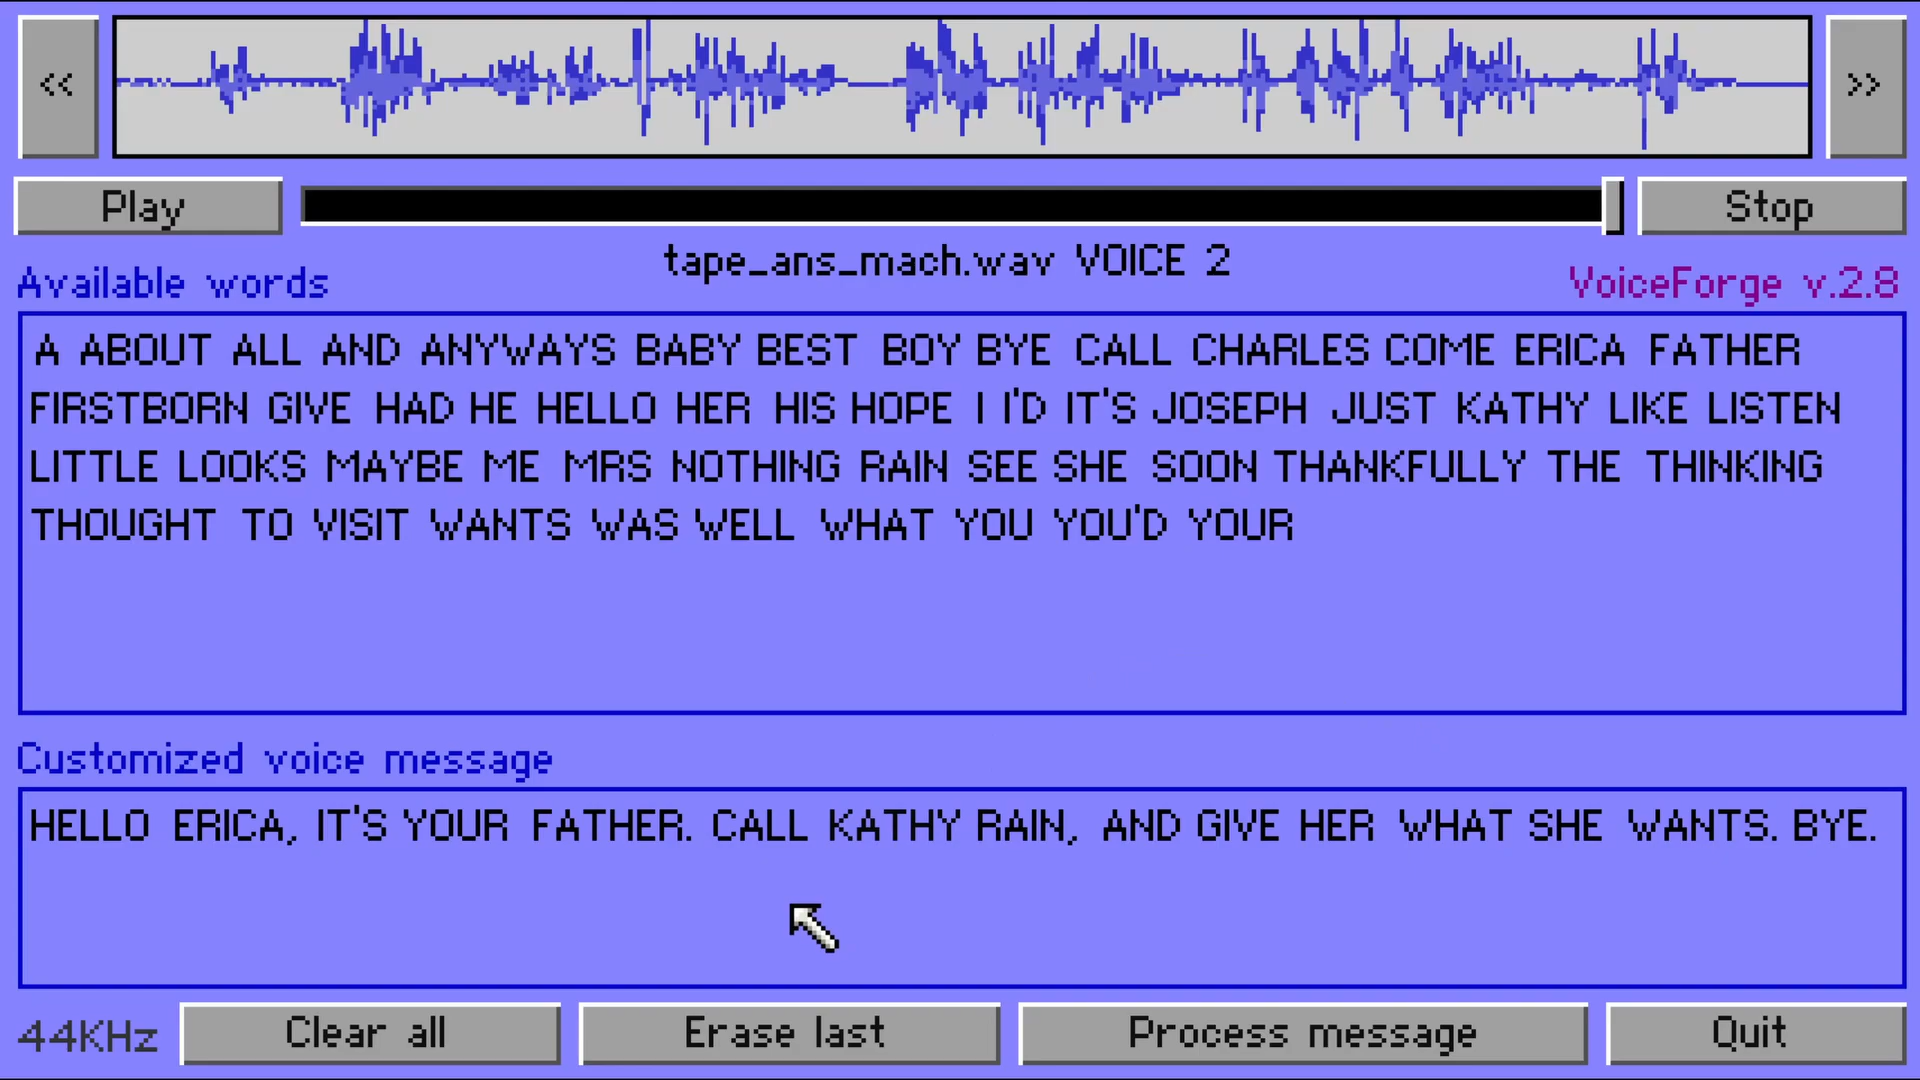 << >>
Play Stop
tape_ans_mach.wav VOICE 2
Available words VoiceForge v.2.8
A ABOUT ALL AND ANYWAYS BABY BEST BOY BYE CALL CHARLES COME ERICA FATHER
FIRSTBORN GIVE HAD HE HELLO HER HIS HOPE I I'D IT'S JOSEPH JUST KATHY LIKE LISTEN
LITTLE LOOKS MAYBE ME MRS NOTHING RAIN SEE SHE SOON THANKFULLY THE THINKING
THOUGHT TO VISIT WANTS WAS WELL WHAT YOU YOU'D YOUR
Customized voice message
HELLO ERICA, IT'S YOUR FATHER. CALL KATHY RAIN, AND GIVE HER WHAT SHE WANTS. BYE.
44KHz Clear all Erase last Process message Quit